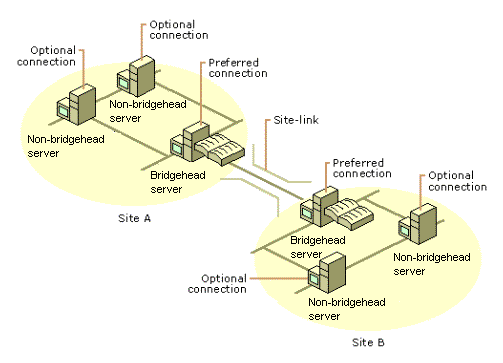 Optional
connection
Optional
connection
Preferred
connection
Non-bridgehead
server
Non-bridgehead
server
Site-link
Bridgehead
server
Preferred
connection
Optional
connection
Site A
Bridgehead
server
Non-bridgehead
server
Optional
connection
Non-bridgehead
server
Site B